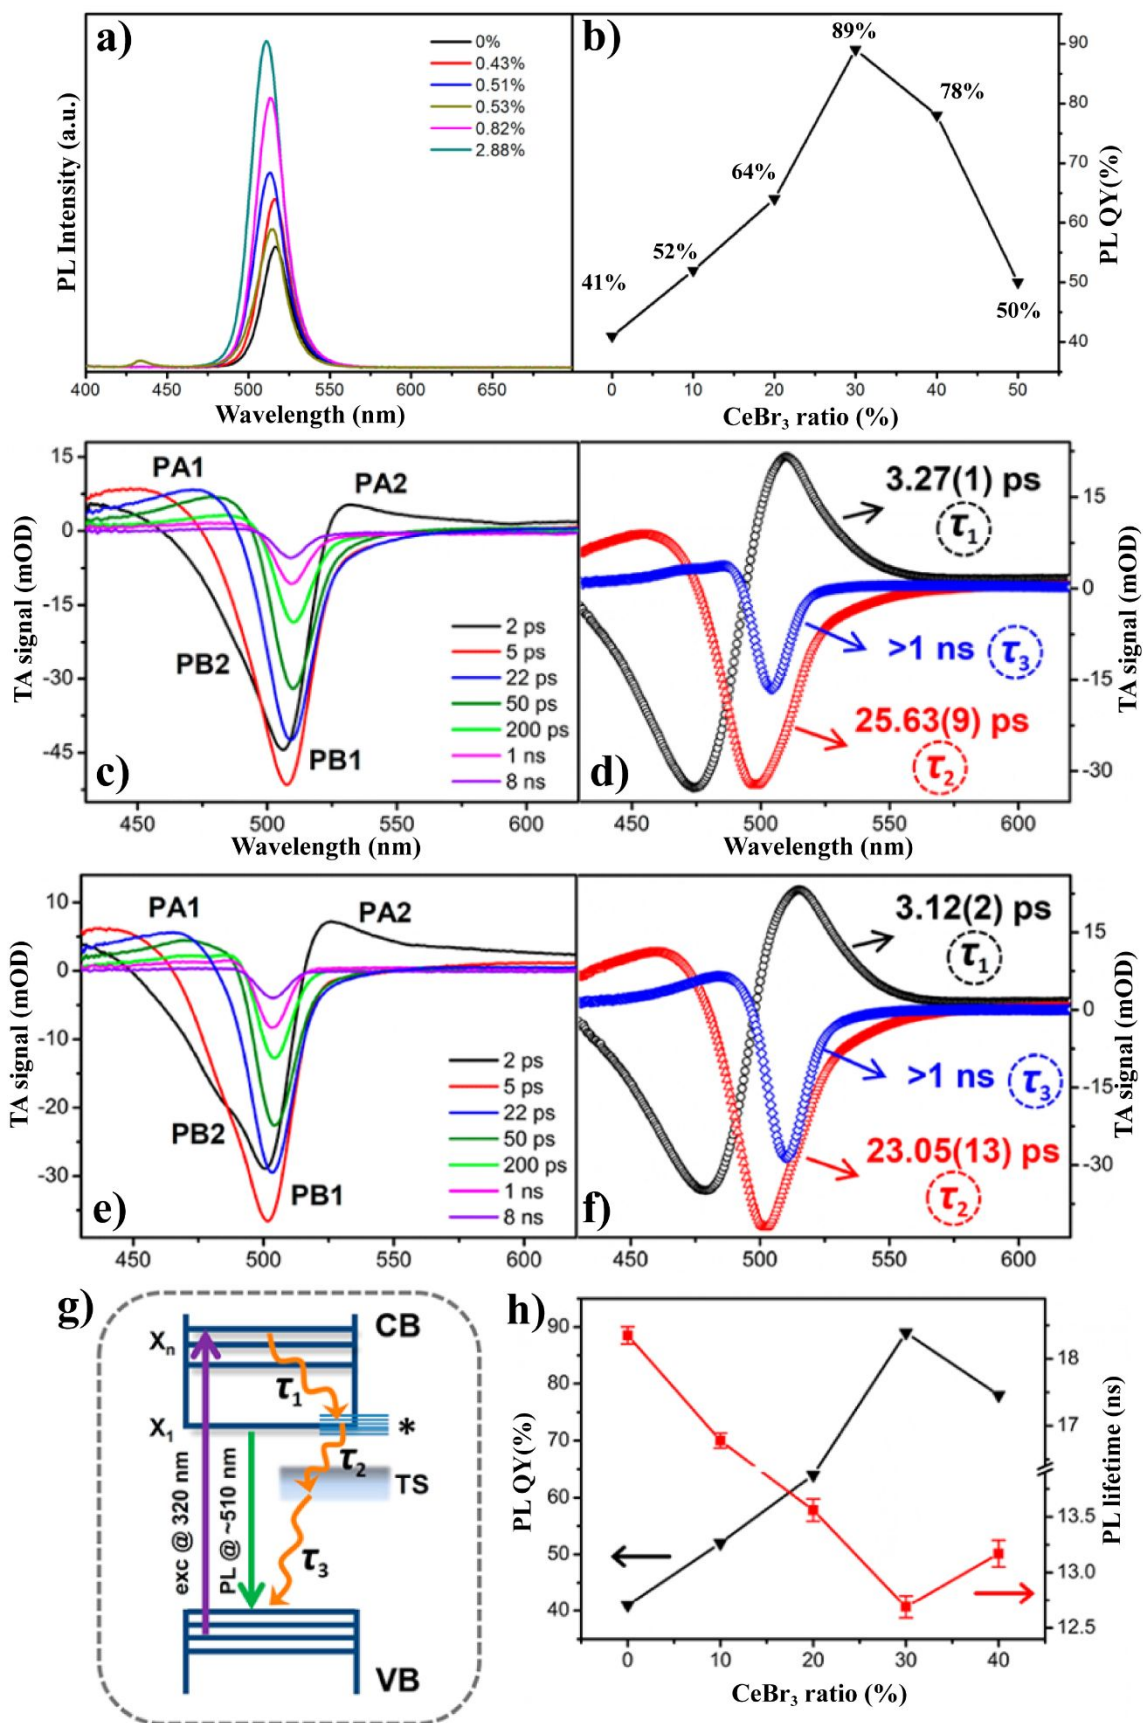 a)
PL Intensity (a.u.)
0%
0.43%
0.51%
0.53%
0.82%
2.88%
400 450 500 550 600 650
Wavelength (nm)
b)
41%
52%
64%
89%
78%
50%
90
80
70
60
50
40
PL QY(%)
0 10 20 30 40 50
CeBr₃ ratio (%)
c)
TA signal (mOD)
15
0
-15
-30
-45
PA1
PA2
PB2
PB1
2 ps
5 ps
22 ps
50 ps
200 ps
1 ns
8 ns
450 500 550 600
Wavelength (nm)
d)
3.27(1) ps
τ₁
>1 ns τ₃
25.63(9) ps
τ₂
15
0
-15
-30
TA signal (mOD)
450 500 550 600
Wavelength (nm)
e)
TA signal (mOD)
10
0
-10
-20
-30
PA1
PA2
PB2
PB1
2 ps
5 ps
22 ps
50 ps
200 ps
1 ns
8 ns
450 500 550 600
f)
3.12(2) ps
τ₁
>1 ns τ₃
23.05(13) ps
τ₂
15
0
-15
-30
TA signal (mOD)
450 500 550 600
g)
CB
Xₙ
τ₁
X₁
*
τ₂
TS
exc @ 320 nm
PL @ ~510 nm
τ₃
VB
h)
PL QY(%)
90
80
70
60
50
40
18
17
13.5
13.0
12.5
PL lifetime (ns)
0 10 20 30 40
CeBr₃ ratio (%)